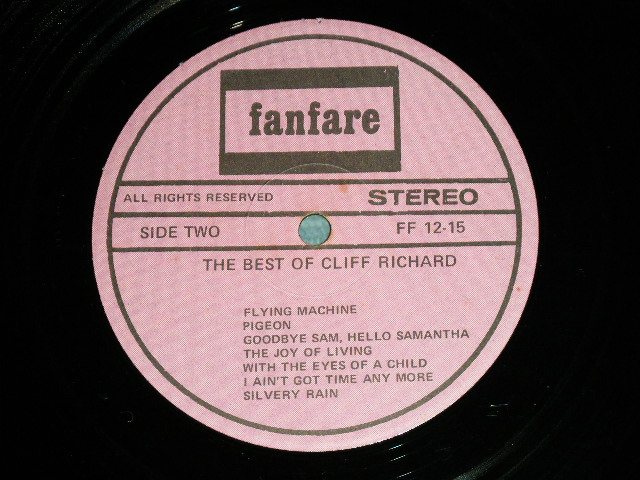 fanfare
ALL RIGHTS RESERVED STEREO
SIDE TWO FF 12-15
THE BEST OF CLIFF RICHARD
FLYING MACHINE
PIGEON
GOODBYE SAM, HELLO SAMANTHA
THE JOY OF LIVING
WITH THE EYES OF A CHILD
I AIN'T GOT TIME ANY MORE
SILVERY RAIN